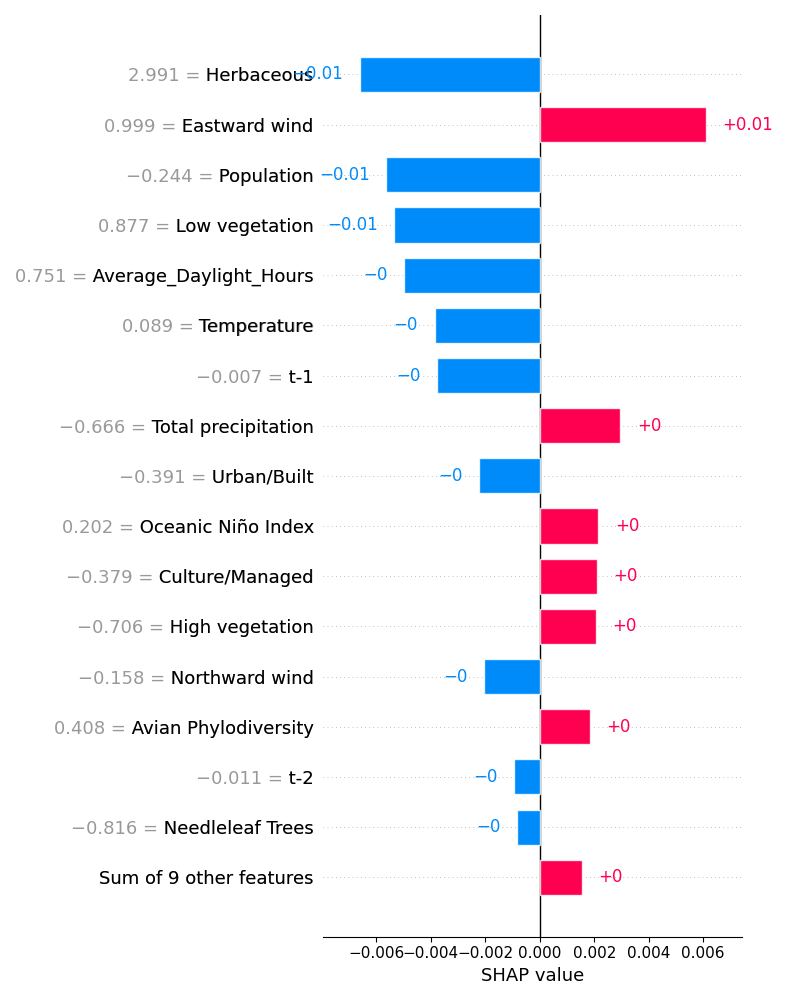 2.991 = Herbaceous −0.01
0.999 = Eastward wind +0.01
−0.244 = Population −0.01
0.877 = Low vegetation −0.01
0.751 = Average_Daylight_Hours −0
0.089 = Temperature −0
−0.007 = t-1 −0
−0.666 = Total precipitation +0
−0.391 = Urban/Built −0
0.202 = Oceanic Niño Index +0
−0.379 = Culture/Managed +0
−0.706 = High vegetation +0
−0.158 = Northward wind −0
0.408 = Avian Phylodiversity +0
−0.011 = t-2 −0
−0.816 = Needleleaf Trees −0
Sum of 9 other features +0
−0.006 −0.004 −0.002 0.000 0.002 0.004 0.006
SHAP value